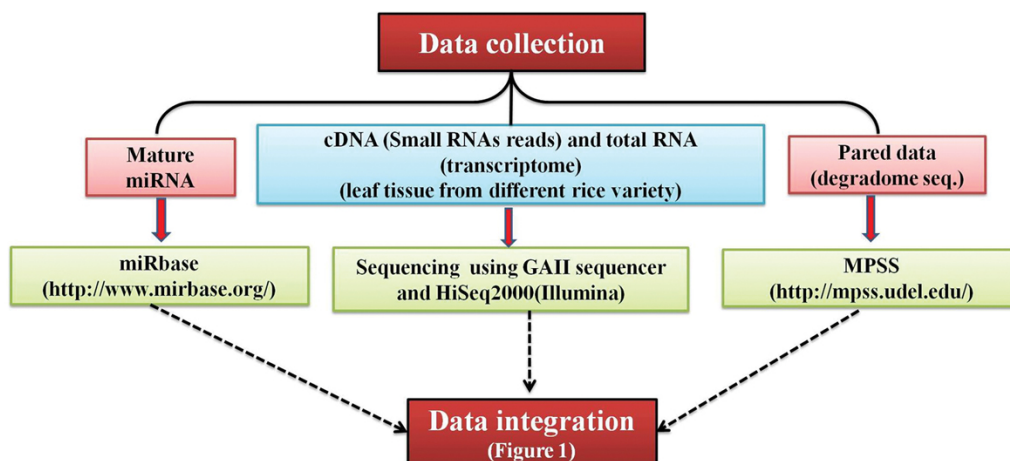 Data collection
Mature
miRNA
cDNA (Small RNAs reads) and total RNA
(transcriptome)
(leaf tissue from different rice variety)
Pared data
(degradome seq.)
miRbase
(http://www.mirbase.org/)
Sequencing using GAII sequencer
and HiSeq2000(Illumina)
MPSS
(http://mpss.udel.edu/)
Data integration
(Figure 1)